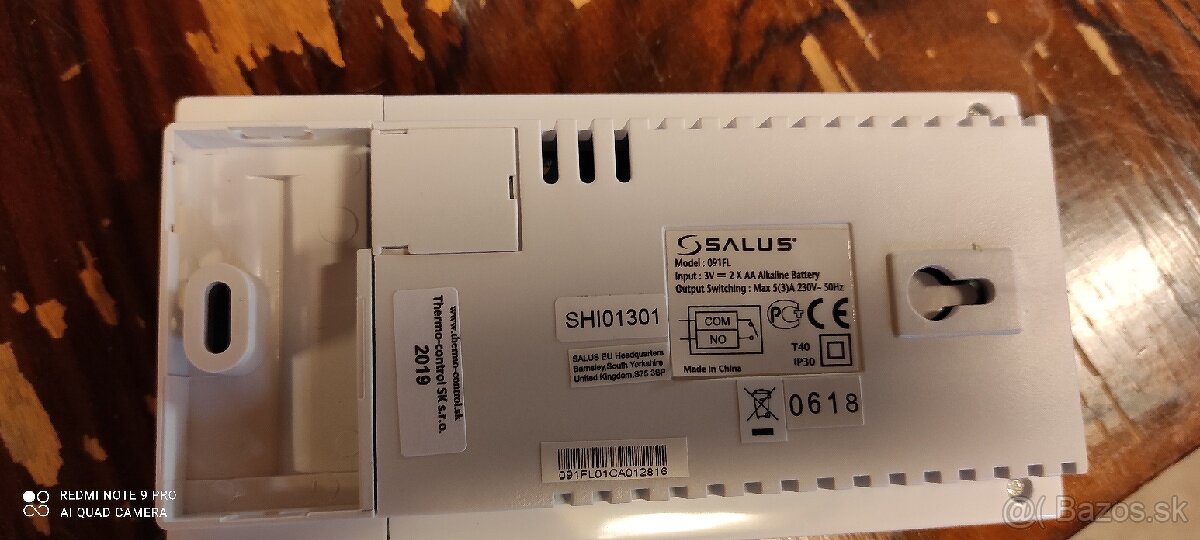 SALUS
Model : 091FL
Input : 3V 2 X AA Alkaline Battery
Output Switching : Max 5(3)A 230V~ 50Hz
COM
NO
T40
IP30
Made in China
SHI01301
SALUS EU Headquarters
Barnsley,South Yorkshire
United Kingdom.S75 3SP
www.thermo-control.sk
Thermo-control SK s.r.o.
2019
0618
091FL01CA012816
REDMI NOTE 9 PRO
AI QUAD CAMERA
Bazos.sk